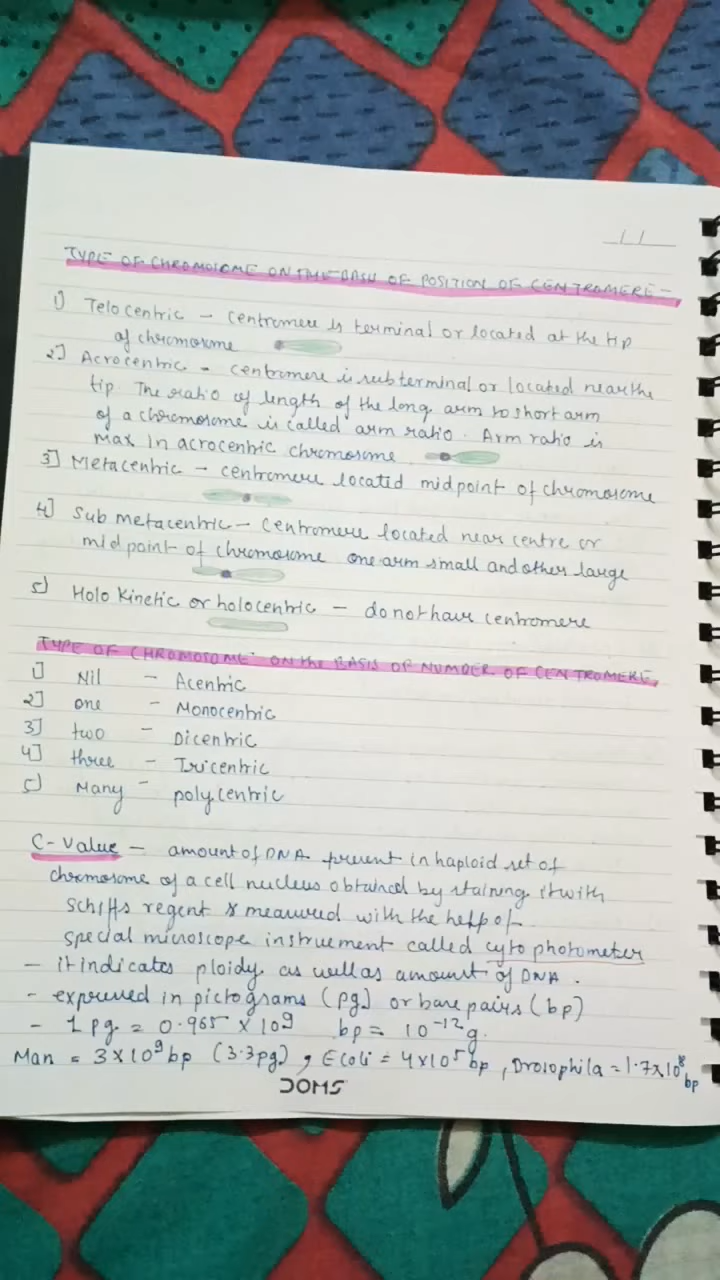 TYPE OF CHROMOSOME ON THE BASIS OF POSITION OF CENTROMERE -
1) Telocentric - centromere is terminal or located at the tip
of chromosome
2] Acrocentric - centromere is subterminal or located near the
tip. The ratio of length of the long arm to short arm
of a chromosome is called arm ratio. Arm ratio is
max in acrocentric chromosome
3] Metacentric - centromere located midpoint of chromosome
4] Sub metacentric - centromere located near centre or
midpoint of chromosome one arm small and other large
5) Holo Kinetic or holocentric - do not have centromere
TYPE OF CHROMOSOME ON the BASIS OF NUMBER OF CENTROMERE
1) Nil - Acentric
2] one - Monocentric
3] two - Dicentric
4] three - Tricentric
5) Many - polycentric
C-Value - amount of DNA present in haploid set of
chromosome of a cell nucleus obtained by staining it with
schiffs regent & measured with the help of
special microscope instruement called cyto photometer
- it indicates ploidy as well as amount of DNA.
- expressed in pictograms (pg) or base pairs (bp)
- 1 pg = 0.965 x 10⁹ bp = 10⁻¹² g
Man = 3 x 10⁹ bp (3.3pg), E coli = 4 x 10⁵ bp, Drosophila = 1.7 x 10⁸ bp
DOMS